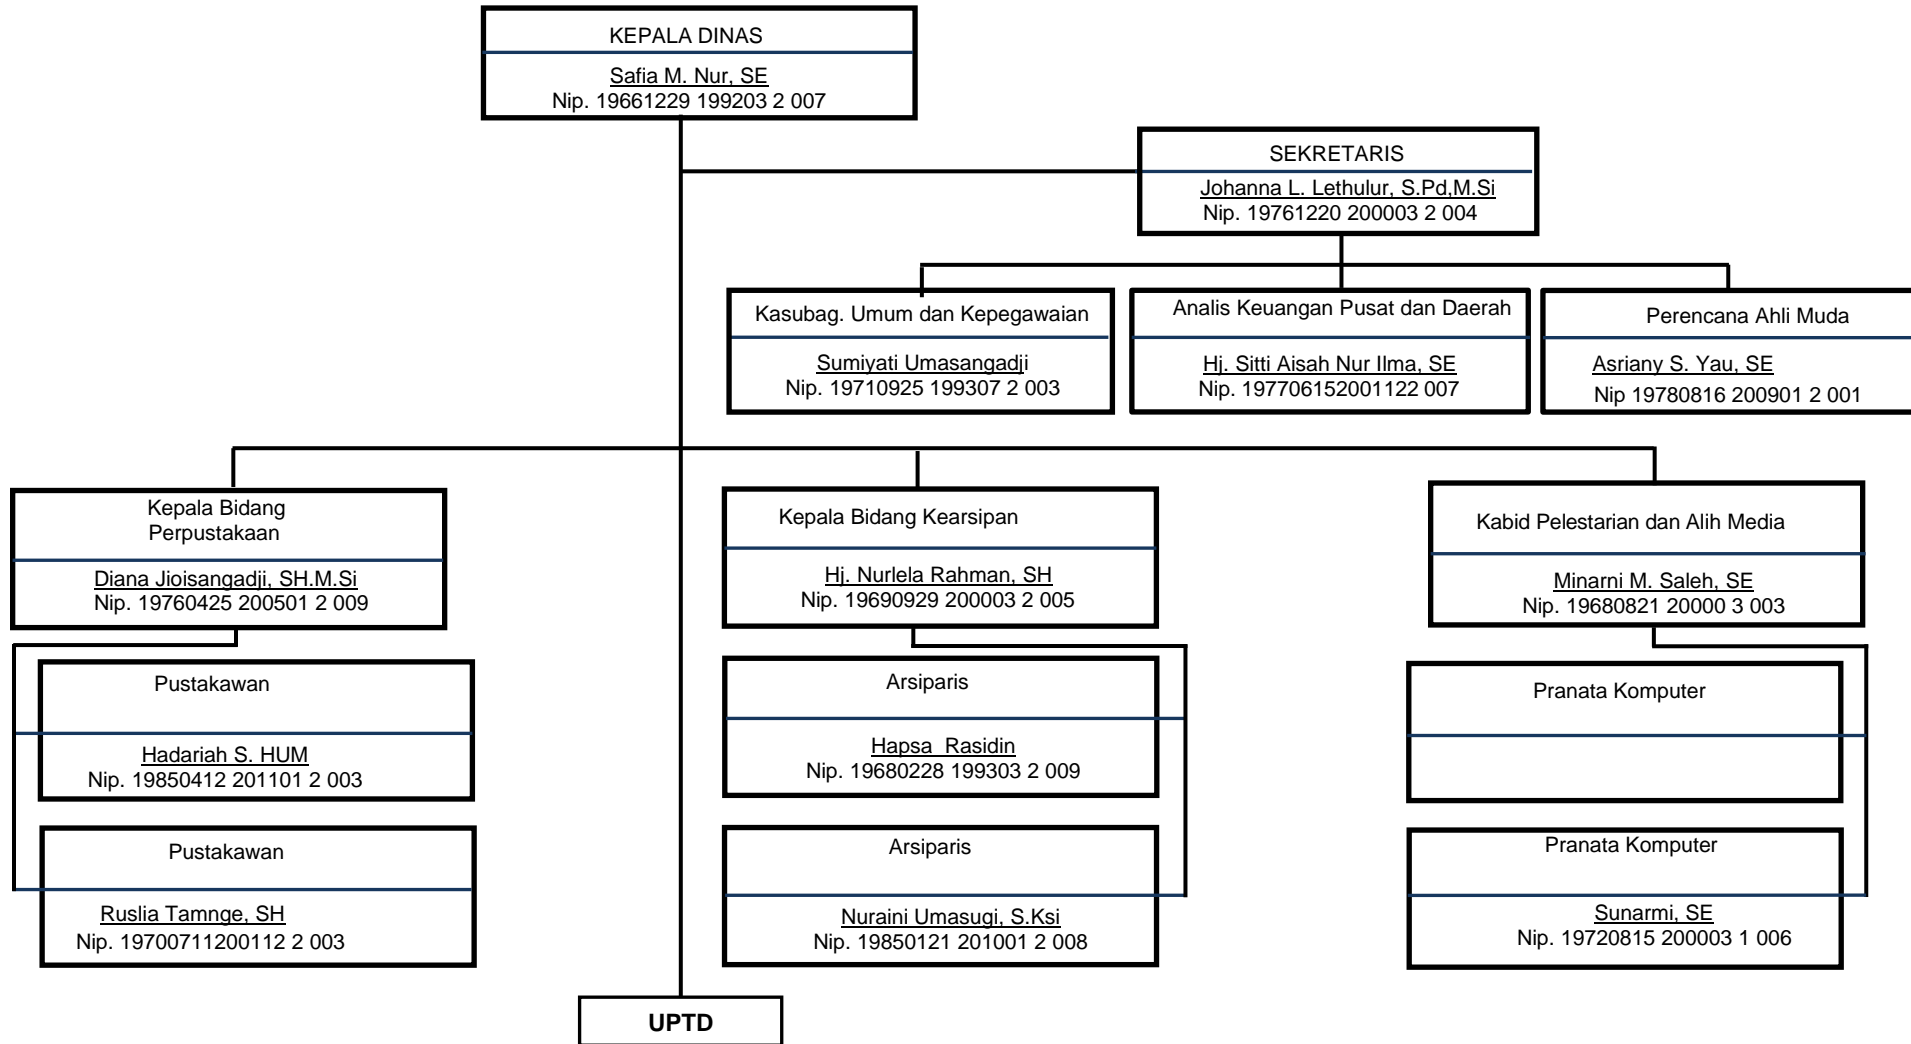 KEPALA DINAS
Safia M. Nur, SE
Nip. 19661229 199203 2 007
SEKRETARIS
Johanna L. Lethulur, S.Pd,M.Si
Nip. 19761220 200003 2 004
Kasubag. Umum dan Kepegawaian
Sumiyati Umasangadji
Nip. 19710925 199307 2 003
Analis Keuangan Pusat dan Daerah
Hj. Sitti Aisah Nur Ilma, SE
Nip. 197706152001122 007
Perencana Ahli Muda
Asriany S. Yau, SE
Nip 19780816 200901 2 001
Kepala Bidang
Perpustakaan
Diana Jioisangadji, SH.M.Si
Nip. 19760425 200501 2 009
Kepala Bidang Kearsipan
Hj. Nurlela Rahman, SH
Nip. 19690929 200003 2 005
Kabid Pelestarian dan Alih Media
Minarni M. Saleh, SE
Nip. 19680821 20000 3 003
Pustakawan
Hadariah S. HUM
Nip. 19850412 201101 2 003
Arsiparis
Hapsa Rasidin
Nip. 19680228 199303 2 009
Pranata Komputer
Pustakawan
Ruslia Tamnge, SH
Nip. 19700711200112 2 003
Arsiparis
Nuraini Umasugi, S.Ksi
Nip. 19850121 201001 2 008
Pranata Komputer
Sunarmi, SE
Nip. 19720815 200003 1 006
UPTD